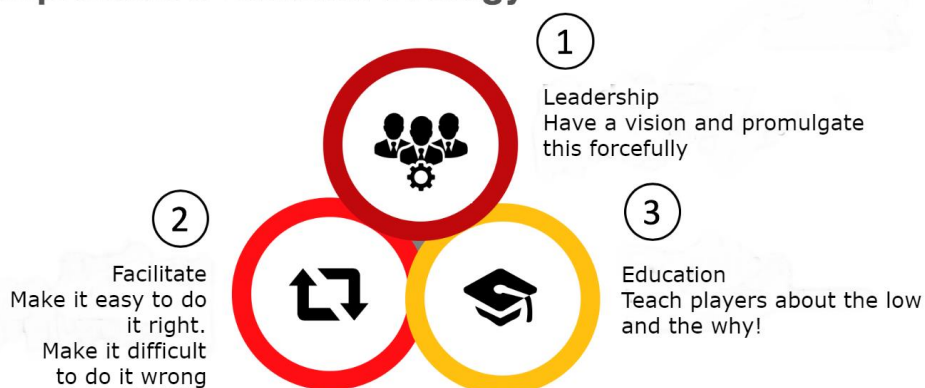 1
Leadership
Have a vision and promulgate
this forcefully
2
Facilitate
Make it easy to do
it right.
Make it difficult
to do it wrong
3
Education
Teach players about the low
and the why!